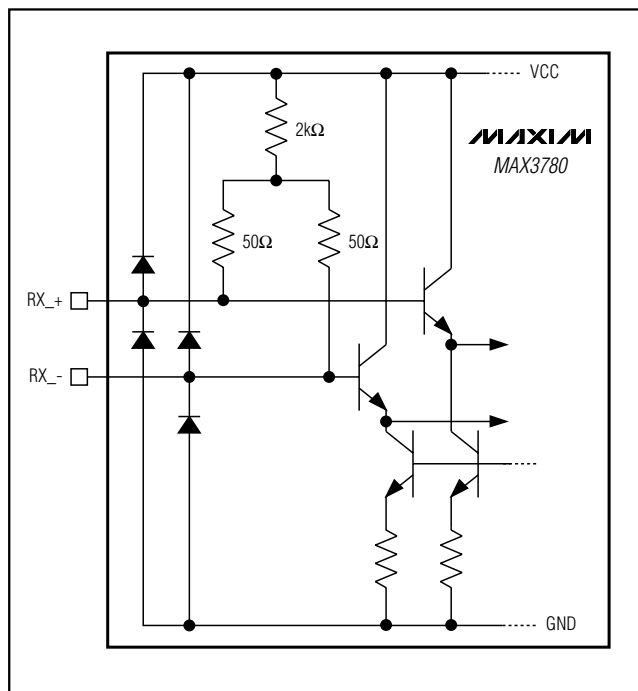 VCC
2kΩ
MAXIM
MAX3780
50Ω
50Ω
RX_+
RX_-
GND